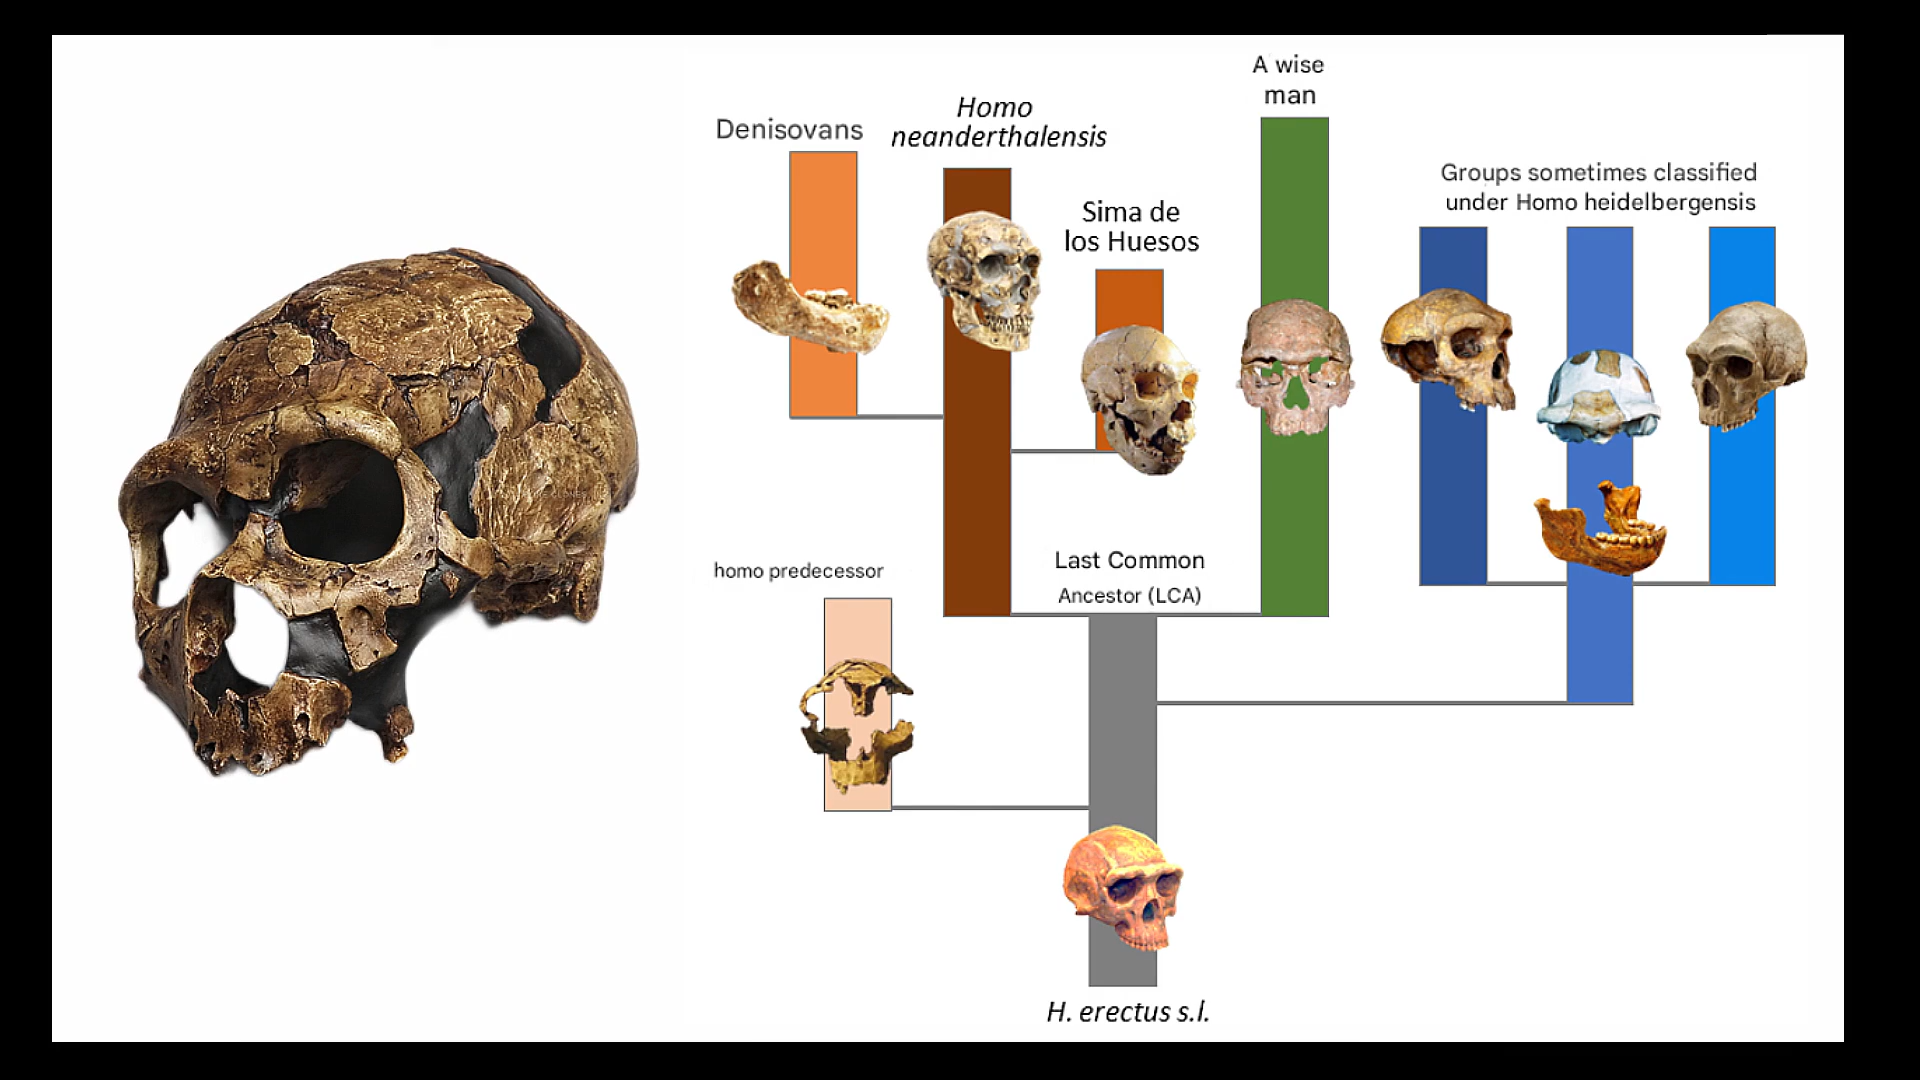 A wise
man
Homo
neanderthalensis
Denisovans
Groups sometimes classified
under Homo heidelbergensis
Sima de
los Huesos
Last Common
Ancestor (LCA)
homo predecessor
H. erectus s.l.